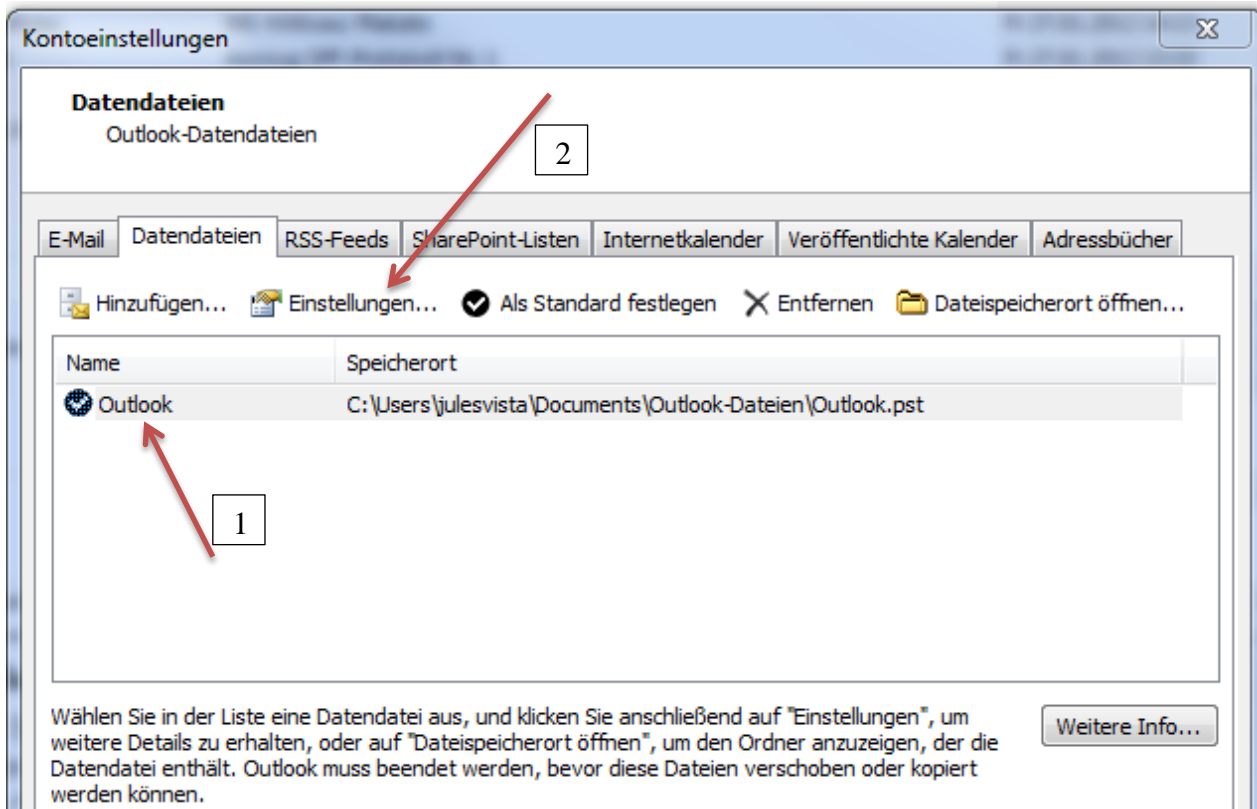 Kontoeinstellungen
Datendateien
Outlook-Datendateien
2
E-Mail Datendateien RSS-Feeds SharePoint-Listen Internetkalender Veröffentlichte Kalender Adressbücher
Hinzufügen... Einstellungen... Als Standard festlegen Entfernen Dateispeicherort öffnen...
Name Speicherort
Outlook C:\Users\julesvista\Documents\Outlook-Dateien\Outlook.pst
1
Wählen Sie in der Liste eine Datendatei aus, und klicken Sie anschließend auf "Einstellungen", um
weitere Details zu erhalten, oder auf "Dateispeicherort öffnen", um den Ordner anzuzeigen, der die
Datendatei enthält. Outlook muss beendet werden, bevor diese Dateien verschoben oder kopiert
werden können.
Weitere Info...